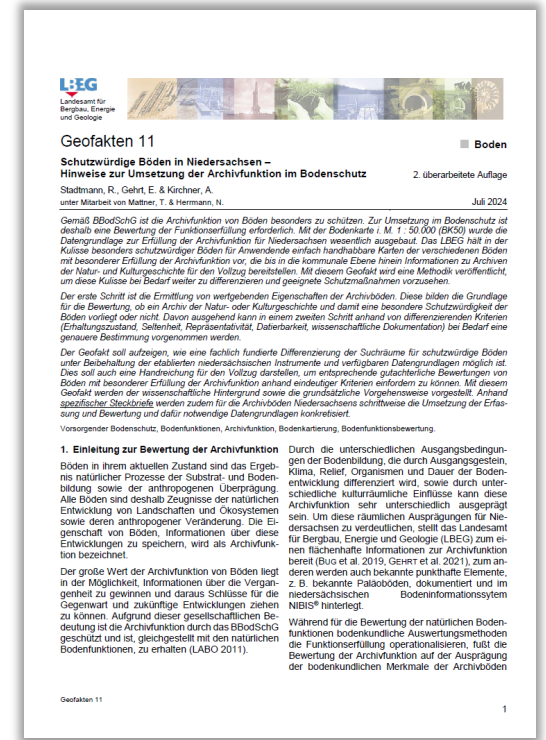 LBEG
Landesamt für
Bergbau, Energie
und Geologie
Geofakten 11
Boden
Schutzwürdige Böden in Niedersachsen –
Hinweise zur Umsetzung der Archivfunktion im Bodenschutz
2. überarbeitete Auflage
Stadtmann, R., Gehrt, E. & Kirchner, A.
unter Mitarbeit von Mattner, T. & Herrmann, N.
Juli 2024
Gemäß BBodSchG ist die Archivfunktion von Böden besonders zu schützen. Zur Umsetzung im Bodenschutz ist
deshalb eine Bewertung der Funktionserfüllung erforderlich. Mit der Bodenkarte i. M. 1 : 50.000 (BK50) wurde die
Datengrundlage zur Erfüllung der Archivfunktion für Niedersachsen wesentlich ausgebaut. Das LBEG hält in der
Kulisse besonders schutzwürdiger Böden für Anwendende einfach handhabbare Karten der verschiedenen Böden
mit besonderer Erfüllung der Archivfunktion vor, die bis in die kommunale Ebene hinein Informationen zu Archiven
der Natur- und Kulturgeschichte für den Vollzug bereitstellen. Mit diesem Geofakt wird eine Methodik veröffentlicht,
um diese Kulisse bei Bedarf weiter zu differenzieren und geeignete Schutzmaßnahmen vorzusehen.
Der erste Schritt ist die Ermittlung von wertgebenden Eigenschaften der Archivböden. Diese bilden die Grundlage
für die Bewertung, ob ein Archiv der Natur- oder Kulturgeschichte und damit eine besondere Schutzwürdigkeit der
Böden vorliegt oder nicht. Davon ausgehend kann in einem zweiten Schritt anhand von differenzierenden Kriterien
(Erhaltungszustand, Seltenheit, Repräsentativität, Datierbarkeit, wissenschaftliche Dokumentation) bei Bedarf eine
genauere Bestimmung vorgenommen werden.
Der Geofakt soll aufzeigen, wie eine fachlich fundierte Differenzierung der Suchräume für schutzwürdige Böden
unter Beibehaltung der etablierten niedersächsischen Instrumente und verfügbaren Datengrundlagen möglich ist.
Dies soll auch eine Handreichung für den Vollzug darstellen, um entsprechende gutachterliche Bewertungen von
Böden mit besonderer Erfüllung der Archivfunktion anhand eindeutiger Kriterien einfordern zu können. Mit diesem
Geofakt werden der wissenschaftliche Hintergrund sowie die grundsätzliche Vorgehensweise vorgestellt. Anhand
spezifischer Steckbriefe werden zudem für die Archivböden Niedersachsens schrittweise die Umsetzung der Erfas-
sung und Bewertung und dafür notwendige Datengrundlagen konkretisiert.
Vorsorgender Bodenschutz, Bodenfunktionen, Archivfunktion, Bodenkartierung, Bodenfunktionsbewertung.
1. Einleitung zur Bewertung der Archivfunktion
Böden in ihrem aktuellen Zustand sind das Ergeb-
nis natürlicher Prozesse der Substrat- und Boden-
bildung sowie der anthropogenen Überprägung.
Alle Böden sind deshalb Zeugnisse der natürlichen
Entwicklung von Landschaften und Ökosystemen
sowie deren anthropogener Veränderung. Die Ei-
genschaft von Böden, Informationen über diese
Entwicklungen zu speichern, wird als Archivfunk-
tion bezeichnet.
Der große Wert der Archivfunktion von Böden liegt
in der Möglichkeit, Informationen über die Vergan-
genheit zu gewinnen und daraus Schlüsse für die
Gegenwart und zukünftige Entwicklungen ziehen
zu können. Aufgrund dieser gesellschaftlichen Be-
deutung ist die Archivfunktion durch das BBodSchG
geschützt und ist, gleichgestellt mit den natürlichen
Bodenfunktionen, zu erhalten (LABO 2011).
Durch die unterschiedlichen Ausgangsbedingun-
gen der Bodenbildung, die durch Ausgangsgestein,
Klima, Relief, Organismen und Dauer der Boden-
entwicklung differenziert wird, sowie durch unter-
schiedliche kulturräumliche Einflüsse kann diese
Archivfunktion sehr unterschiedlich ausgeprägt
sein. Um diese räumlichen Ausprägungen für Nie-
dersachsen zu verdeutlichen, stellt das Landesamt
für Bergbau, Energie und Geologie (LBEG) zum ei-
nen flächenhafte Informationen zur Archivfunktion
bereit (BUG et al. 2019, GEHRT et al. 2021), zum an-
deren werden auch bekannte punkthafte Elemente,
z. B. bekannte Paläoböden, dokumentiert und im
niedersächsischen Bodeninformationssytem
NIBIS® hinterlegt.
Während für die Bewertung der natürlichen Boden-
funktionen bodenkundliche Auswertungsmethoden
die Funktionserfüllung operationalisieren, fußt die
Bewertung der Archivfunktion auf der Ausprägung
der bodenkundlichen Merkmale der Archivböden
Geofakten 11
1